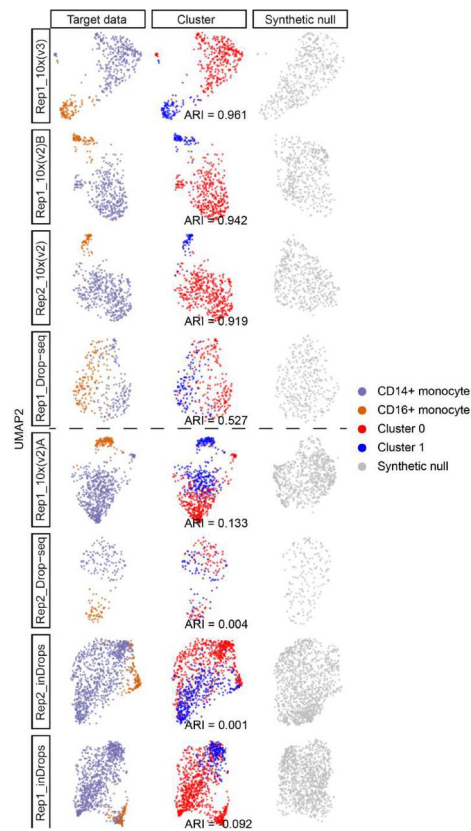 Target data
Cluster
Synthetic null
Rep1_10x(v3)
ARI = 0.961
Rep1_10x(v2)B
ARI = 0.942
Rep2_10x(v2)
ARI = 0.919
Rep1_Drop-seq
ARI = 0.527
UMAP2
CD14+ monocyte
CD16+ monocyte
Cluster 0
Cluster 1
Synthetic null
Rep1_10x(v2)A
ARI = 0.133
Rep2_Drop-seq
ARI = 0.004
Rep2_inDrops
ARI = 0.001
Rep1_inDrops
ARI = -0.092